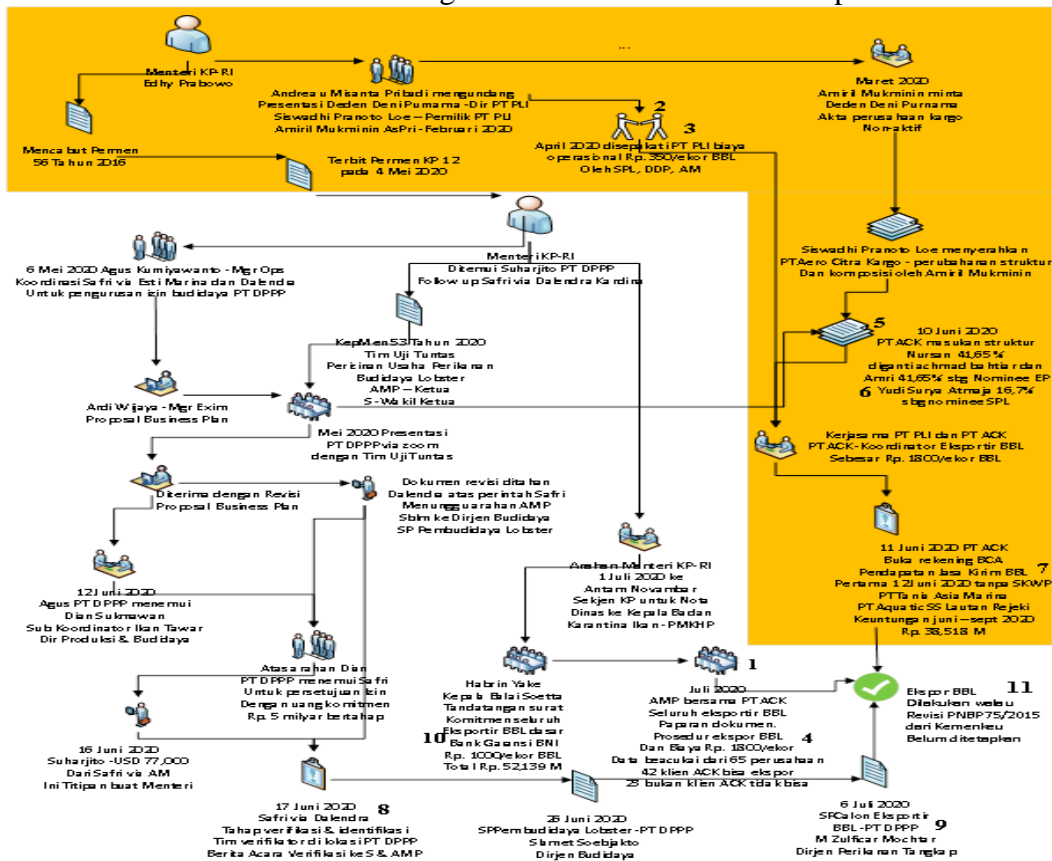 Menteri KP-RI
Edhy Prabowo
Andreau Misanta Pribadi mengundang
Presentasi Deden Deni Purnama -Dir PT PLI
Siswadhi Pranoto Loe – Pemilik PT PLI
Amiril Mukminin AsPri - Februari 2020
...
Maret 2020
Amiril Mukminin minta
Deden Deni Purnama
Akta perusahaan kargo
Non-aktif
2
3
April 2020 disepakati PT PLI biaya
operasional Rp. 350/ekor BBL
Oleh SPL, DDP, AM
Mencabut Permen
56 Tahun 2016
Terbit Permen KP 12
pada 4 Mei 2020
Menteri KP-RI
Ditemui Suharjito PT DPPP
Follow up Safri via Dalendra Kardina
6 Mei 2020 Agus Kurniyawanto - Mgr Ops
Koordinasi Safri via Esti Marina dan Dalendra
Untuk pengurusan izin budidaya PT DPPP
Siswadhi Pranoto Loe menyerahkan
PT Aero Citra Kargo - perubahanan struktur
Dan komposisi oleh Amiril Mukminin
KepMen 53 Tahun 2020
Tim Uji Tuntas
Perizinan Usaha Perikanan
Budidaya Lobster
AMP – Ketua
S - Wakil Ketua
5
10 Juni 2020
PT ACK masukan struktur
Nursan 41,65 %
diganti achmad bahtiar dan
Amri 41,65% sbg Nominee EP
6
Yudi Surya Atmaja 16,7%
sbg nominee SPL
Ardi Wijaya - Mgr Exim
Proposal Business Plan
Mei 2020 Presentasi
PT DPPP via zoom
dengan Tim Uji Tuntas
Kerjasama PT PLI dan PT ACK
PT ACK-Koordinator Eksportir BBL
Sebesar Rp. 1800/ekor BBL
Diterima dengan Revisi
Proposal Business Plan
Dokumen revisi ditahan
Dalendra atas perintah Safri
Menunggu arahan AMP
Sblm ke Dirjen Budidaya
SP Pembudidaya Lobster
11 Juni 2020 PT ACK
Buka rekening BCA
Pendapatan Jasa Kirim BBL
7
Pertama 12 Juni 2020 tanpa SKWP
PT Tania Asia Marina
PT Aquatic SS Lautan Rejeki
Keuntungan juni – sept 2020
Rp. 38,518 M
12 Juni 2020
Agus PT DPPP menemui
Dian Sukmawan
Sub Koordinator Ikan Tawar
Dir Produksi & Budidaya
Arahan Menteri KP-RI
1 Juli 2020 ke
Antam Novambar
Sekjen KP untuk Nota
Dinas ke Kepala Badan
Karantina Ikan - PMKHP
Atas arahan Dian
PT DPPP menemui Safri
Untuk persetujuan izin
Dengan uang komitmen
Rp. 5 milyar bertahap
Habrin Yake
Kepala Balai Soetta
Tandatangan surat
Komitmen seluruh
Eksportir BBL dasar
Bank Garansi BNI
Rp. 1000/ekor BBL
Total Rp. 52,139 M
10
1
Juli 2020
AMP bersama PT ACK
Seluruh eksportir BBL
Paparan dokumen.
Prosedur ekspor BBL
4
Dan Biaya Rp. 1800/ekor
Data beacukai dari 65 perusahaan
42 klien ACK bisa ekspor
23 bukan klien ACK tidak bisa
Ekspor BBL
11
Dilakukan walau
Revisi PNBP 75/2015
dari Kemenkeu
Belum ditetapkan
16 Juni 2020
Suharjito -USD 77,000
Dari Safri via AM
Ini Titipan buat Menteri
17 Juni 2020
8
Safri via Dalendra
Tahap verifikasi & identifikasi
Tim verifikator di lokasi PT DPPP
Berita Acara Verifikasi ke S & AMP
26 Juni 2020
SP Pembudidaya Lobster - PT DPPP
Slamet Soebjakto
Dirjen Budidaya
6 Juli 2020
SP Calon Eksportir
9
BBL - PT DPPP
M Zulficar Mochtar
Dirjen Perikanan Tangkap